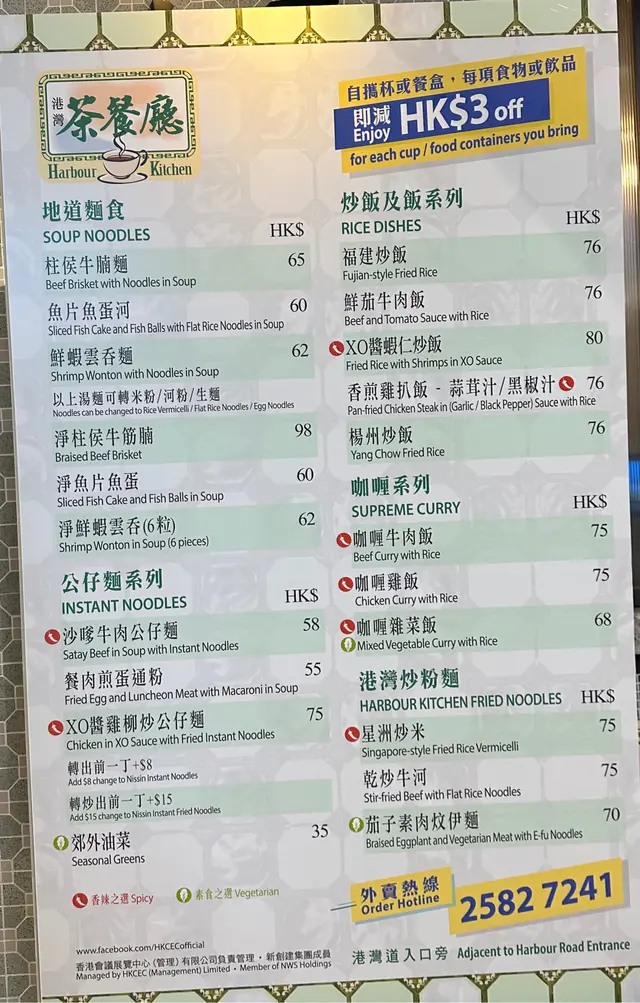 港灣
茶餐廳
Harbour Kitchen
自攜杯或餐盒，每項食物或飲品
即減
Enjoy HK$3 off
for each cup / food containers you bring
地道麵食
SOUP NOODLES HK$
柱侯牛腩麵 65
Beef Brisket with Noodles in Soup
魚片魚蛋河 60
Sliced Fish Cake and Fish Balls with Flat Rice Noodles in Soup
鮮蝦雲吞麵 62
Shrimp Wonton with Noodles in Soup
以上湯麵可轉米粉/河粉/生麵
Noodles can be changed to Rice Vermicelli / Flat Rice Noodles / Egg Noodles
淨柱侯牛筋腩 98
Braised Beef Brisket
淨魚片魚蛋 60
Sliced Fish Cake and Fish Balls in Soup
淨鮮蝦雲吞(6粒) 62
Shrimp Wonton in Soup (6 pieces)
公仔麵系列
INSTANT NOODLES HK$
沙嗲牛肉公仔麵 58
Satay Beef in Soup with Instant Noodles
餐肉煎蛋通粉 55
Fried Egg and Luncheon Meat with Macaroni in Soup
XO醬雞柳炒公仔麵 75
Chicken in XO Sauce with Fried Instant Noodles
轉出前一丁+$8
Add $8 change to Nissin Instant Noodles
轉炒出前一丁+$15
Add $15 change to Nissin Instant Fried Noodles
郊外油菜 35
Seasonal Greens
香辣之選 Spicy 素食之選 Vegetarian
www.facebook.com/HKCECofficial
香港會議展覽中心（管理）有限公司負責管理・新創建集團成員
Managed by HKCEC (Management) Limited • Member of NWS Holdings
炒飯及飯系列
RICE DISHES HK$
福建炒飯 76
Fujian-style Fried Rice
鮮茄牛肉飯 76
Beef and Tomato Sauce with Rice
XO醬蝦仁炒飯 80
Fried Rice with Shrimps in XO Sauce
香煎雞扒飯 - 蒜茸汁/黑椒汁 76
Pan-fried Chicken Steak in (Garlic / Black Pepper) Sauce with Rice
楊州炒飯 76
Yang Chow Fried Rice
咖喱系列
SUPREME CURRY HK$
咖喱牛肉飯 75
Beef Curry with Rice
咖喱雞飯 75
Chicken Curry with Rice
咖喱雜菜飯 68
Mixed Vegetable Curry with Rice
港灣炒粉麵
HARBOUR KITCHEN FRIED NOODLES HK$
星洲炒米 75
Singapore-style Fried Rice Vermicelli
乾炒牛河 75
Stir-fried Beef with Flat Rice Noodles
茄子素肉炆伊麵 70
Braised Eggplant and Vegetarian Meat with E-fu Noodles
外賣熱線
Order Hotline 2582 7241
港灣道入口旁 Adjacent to Harbour Road Entrance